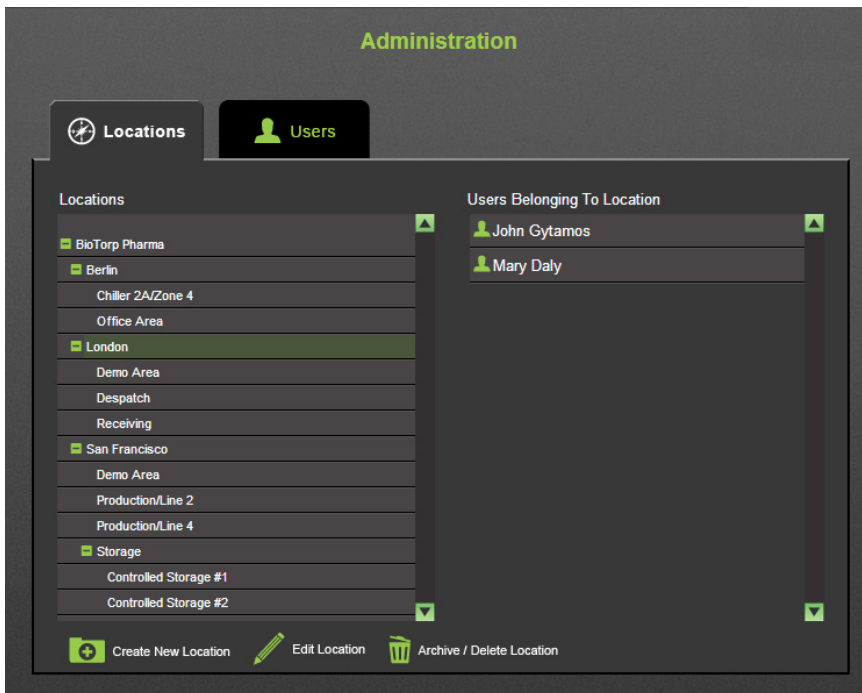 Administration
Locations
Users
Locations
BioTorp Pharma
Berlin
Chiller 2A/Zone 4
Office Area
London
Demo Area
Despatch
Receiving
San Francisco
Demo Area
Production/Line 2
Production/Line 4
Storage
Controlled Storage #1
Controlled Storage #2
Users Belonging To Location
John Gytamos
Mary Daly
Create New Location
Edit Location
Archive / Delete Location